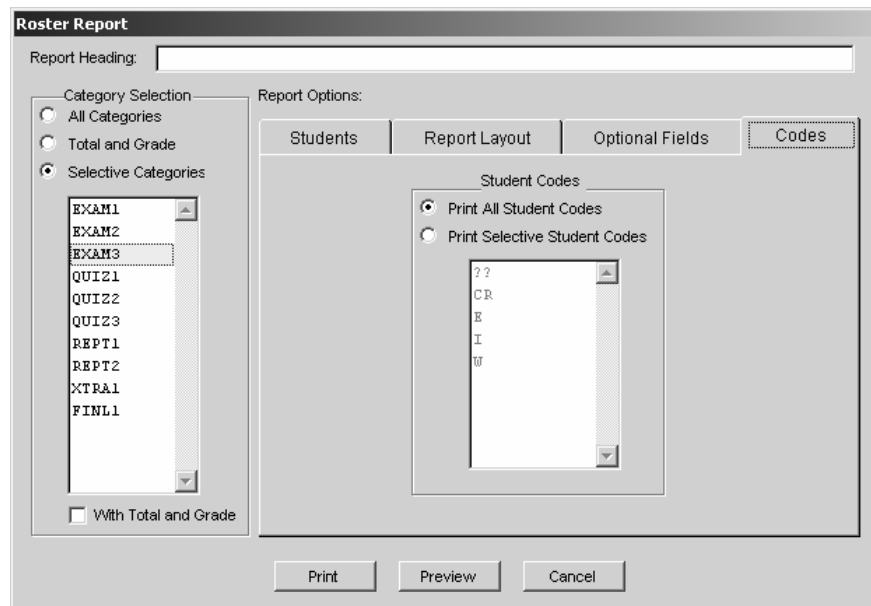 Roster Report
Report Heading:
Category Selection
All Categories
Total and Grade
Selective Categories
EXAM1
EXAM2
EXAM3
QUIZ1
QUIZ2
QUIZ3
REPT1
REPT2
XTRA1
FINL1
With Total and Grade
Report Options:
Students Report Layout Optional Fields Codes
Student Codes
Print All Student Codes
Print Selective Student Codes
??
CR
E
I
W
Print Preview Cancel